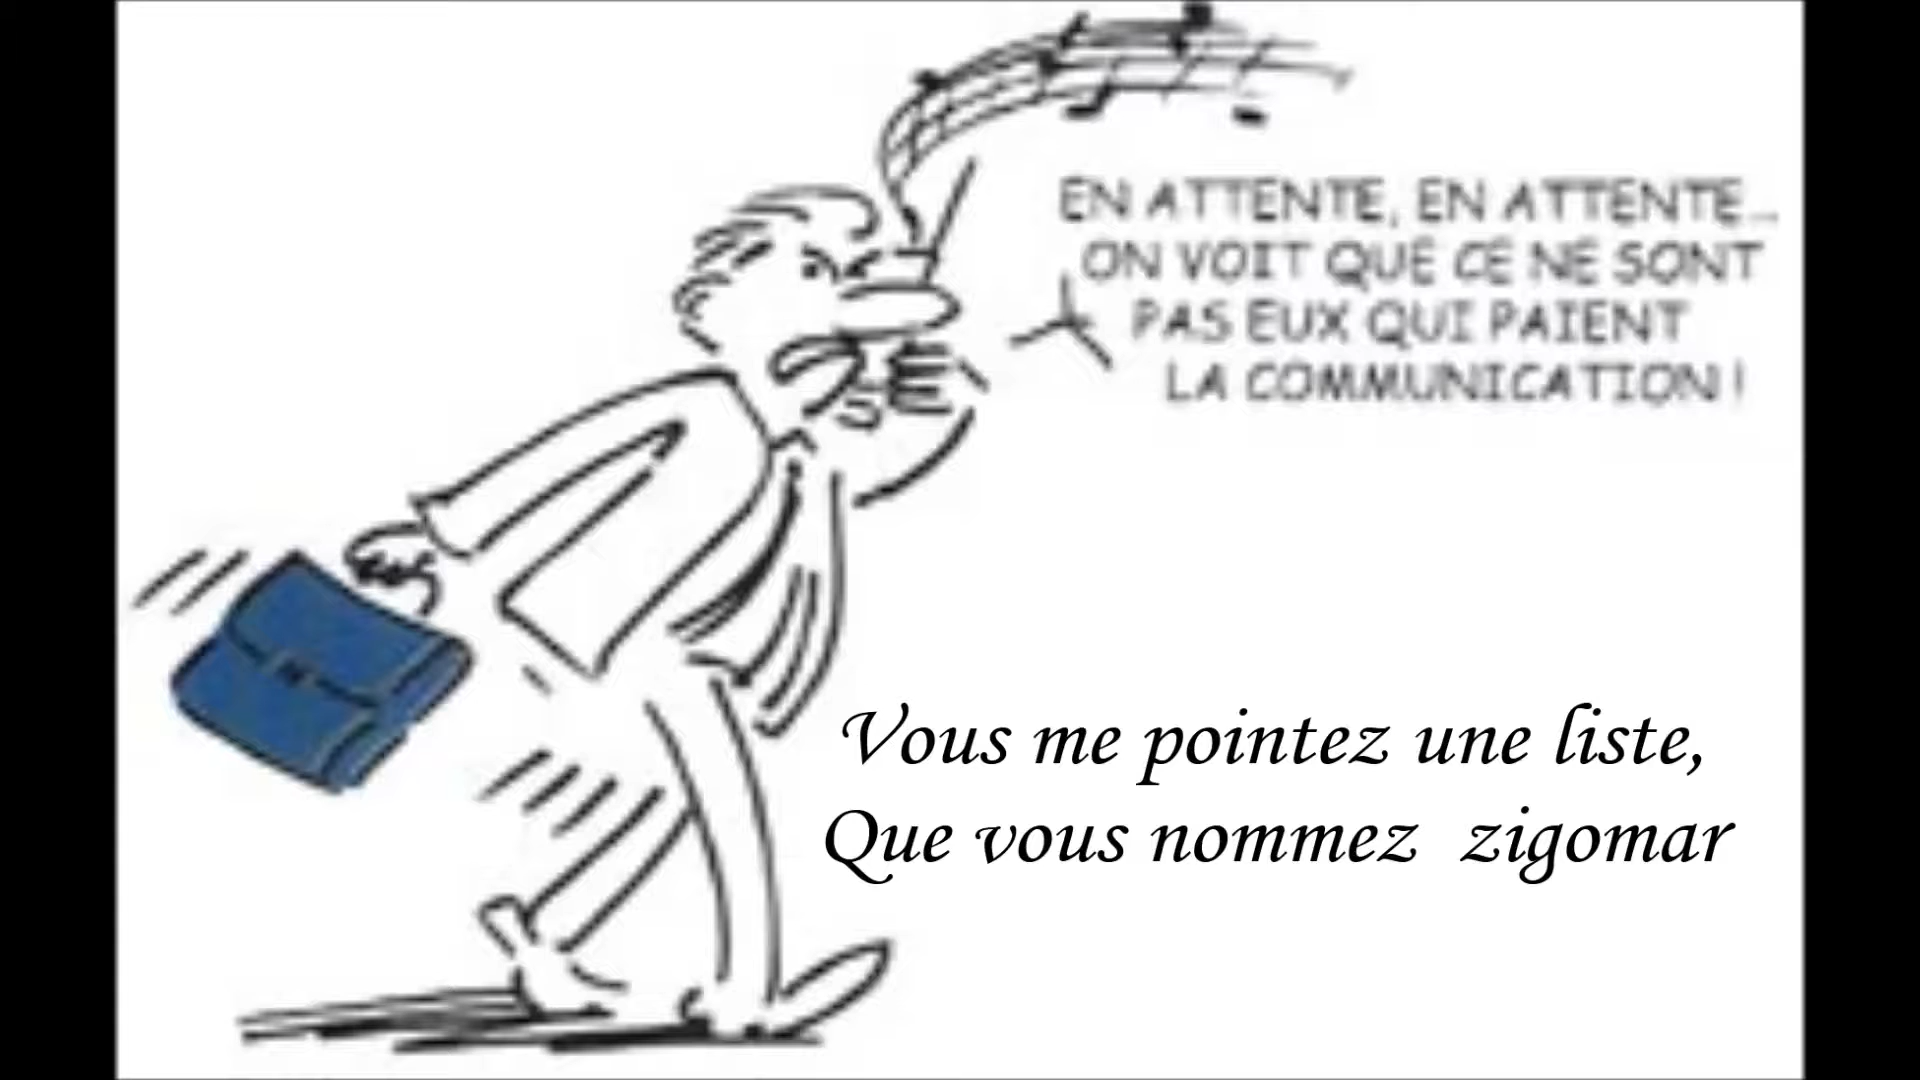 EN ATTENTE, EN ATTENTE...
ON VOIT QUE CE NE SONT
PAS EUX QUI PAIENT
LA COMMUNICATION !
Vous me pointez une liste,
Que vous nommez zigomar